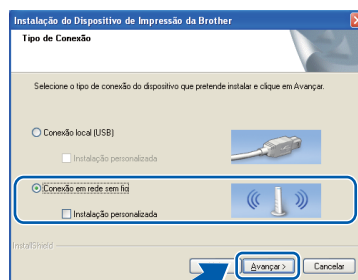 Instalação do Dispositivo de Impressão da Brother
Tipo de Conexão
Selecione o tipo de conexão do dispositivo que pretende instalar e clique em Avançar.
Conexão local (USB)
Instalação personalizada
Conexão em rede sem fio
Instalação personalizada
InstallShield
Avançar > Cancelar